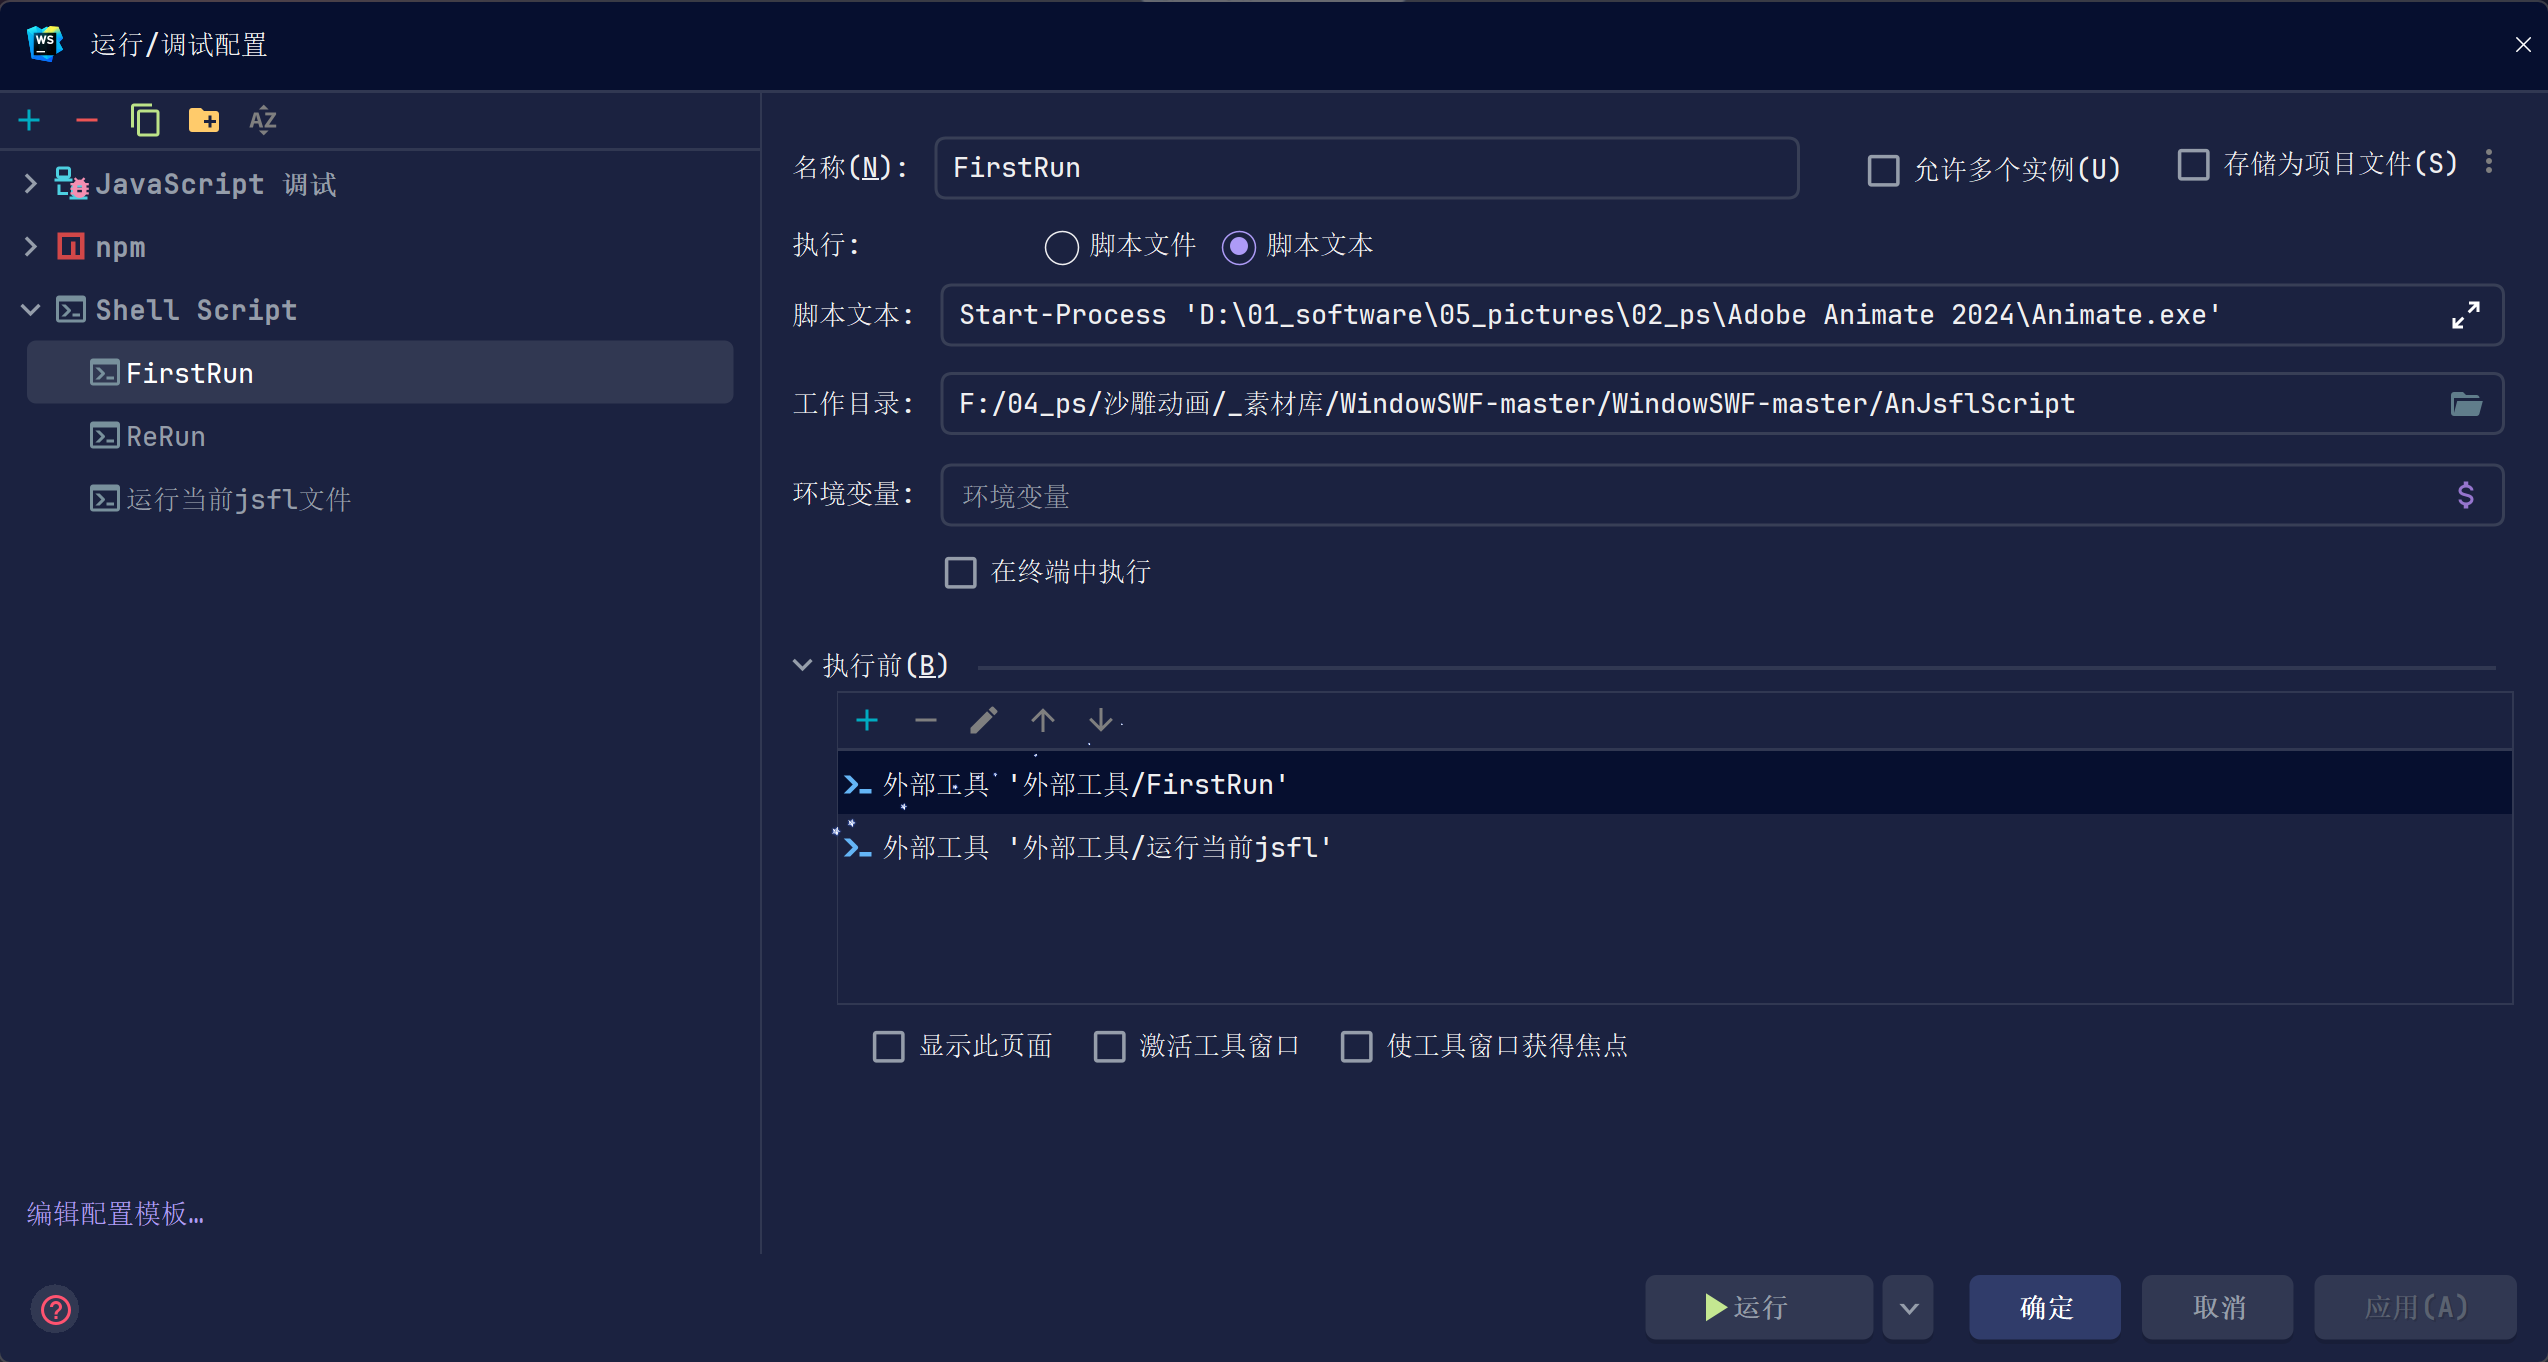 WS
运行/调试配置
AZ
JavaScript 调试
npm
Shell Script
FirstRun
ReRun
运行当前jsfl文件
编辑配置模板…
名称(N): FirstRun
允许多个实例(U)
存储为项目文件(S)
执行: 脚本文件 脚本文本
脚本文本: Start-Process 'D:\01_software\05_pictures\02_ps\Adobe Animate 2024\Animate.exe'
工作目录: F:/04_ps/沙雕动画/_素材库/WindowSWF-master/WindowSWF-master/AnJsflScript
环境变量: 环境变量 $
在终端中执行
执行前(B)
外部工具 '外部工具/FirstRun'
外部工具 '外部工具/运行当前jsfl'
显示此页面 激活工具窗口 使工具窗口获得焦点
? 运行 确定 取消 应用(A)